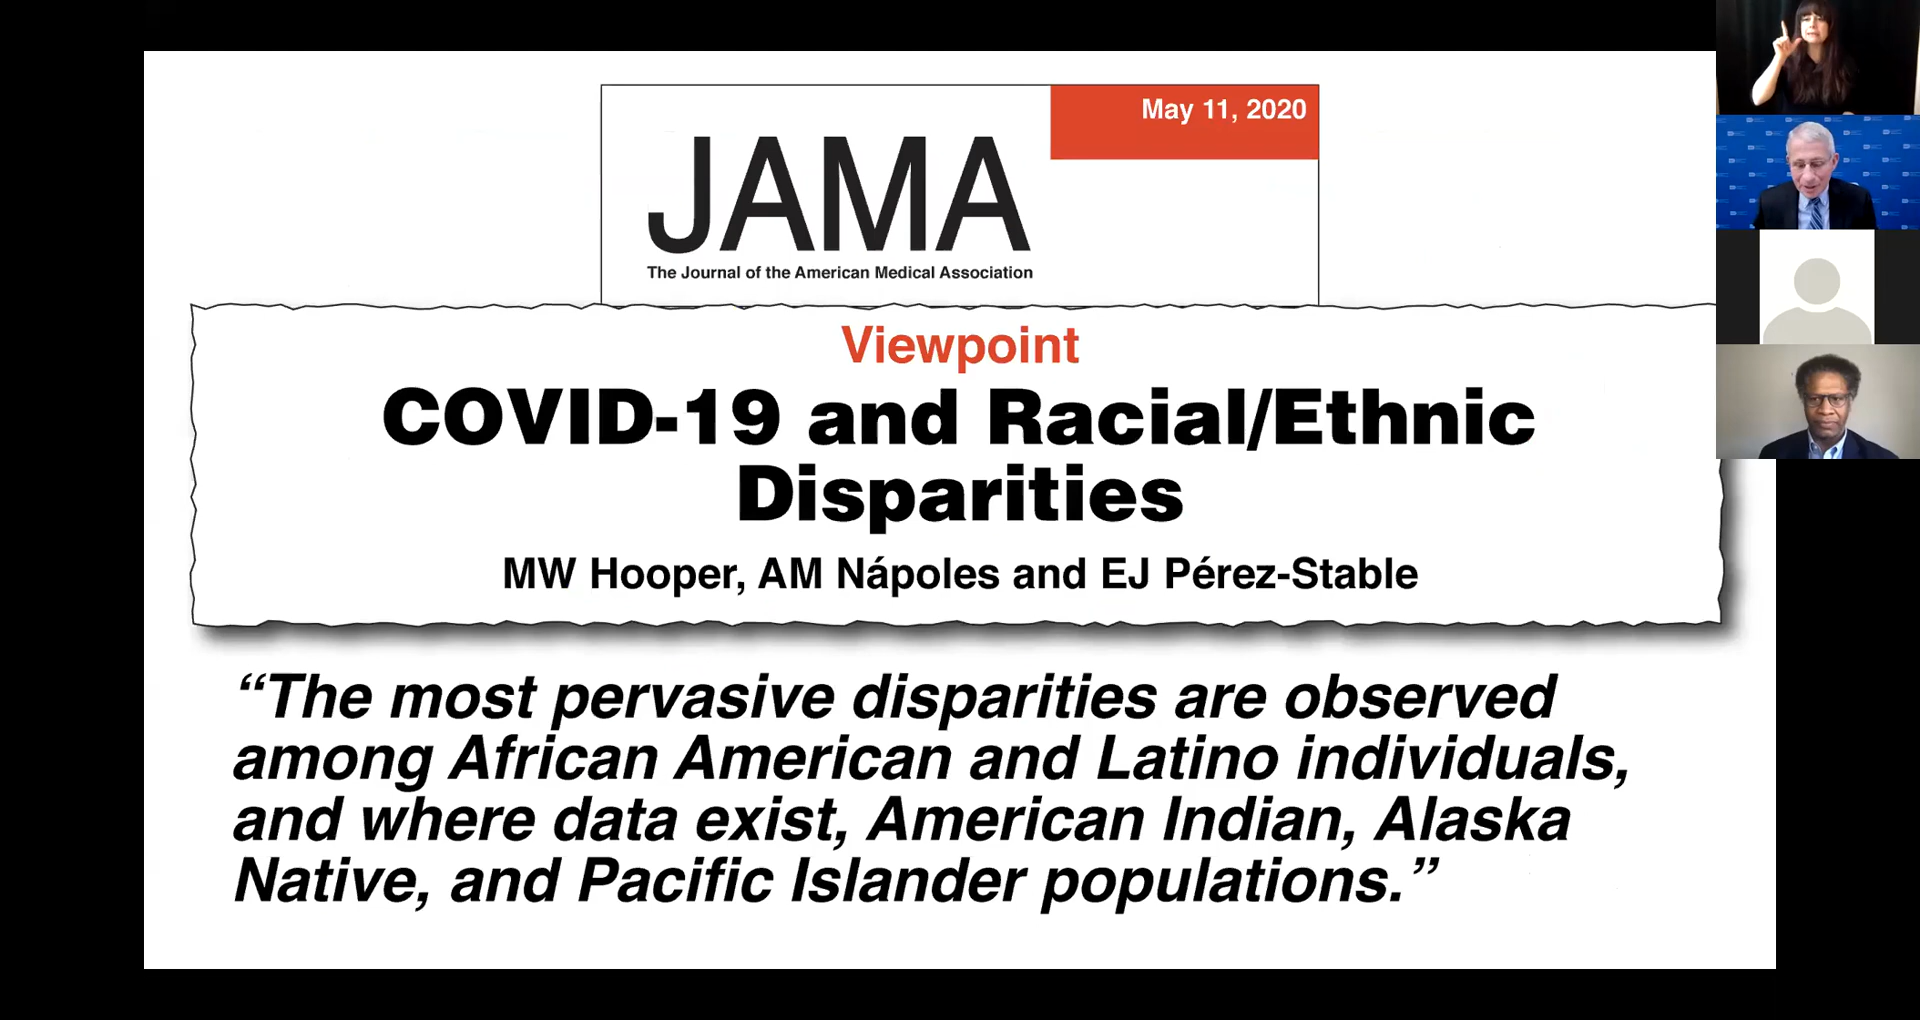 May 11, 2020
JAMA
The Journal of the American Medical Association
Viewpoint
COVID-19 and Racial/Ethnic
Disparities
MW Hooper, AM Nápoles and EJ Pérez-Stable
“The most pervasive disparities are observed
among African American and Latino individuals,
and where data exist, American Indian, Alaska
Native, and Pacific Islander populations.”